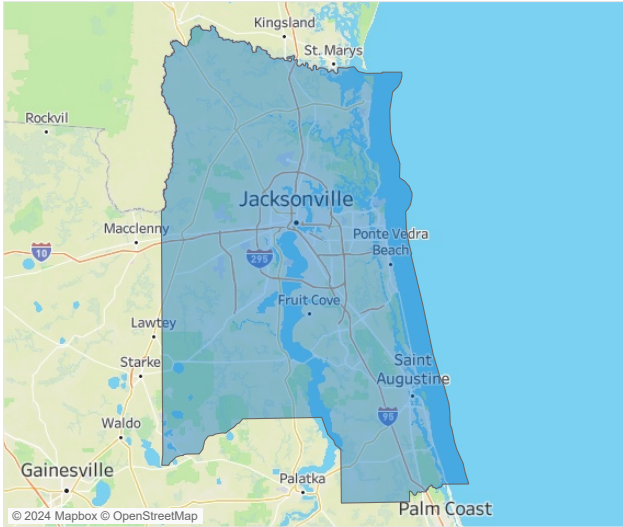 Kingsland
St. Marys
Rockvil
Jacksonville
Macclenny
Ponte Vedra
Beach
10
295
Fruit Cove
Lawtey
Starke
Saint
Augustine
95
Waldo
Gainesville
Palatka
Palm Coast
© 2024 Mapbox © OpenStreetMap